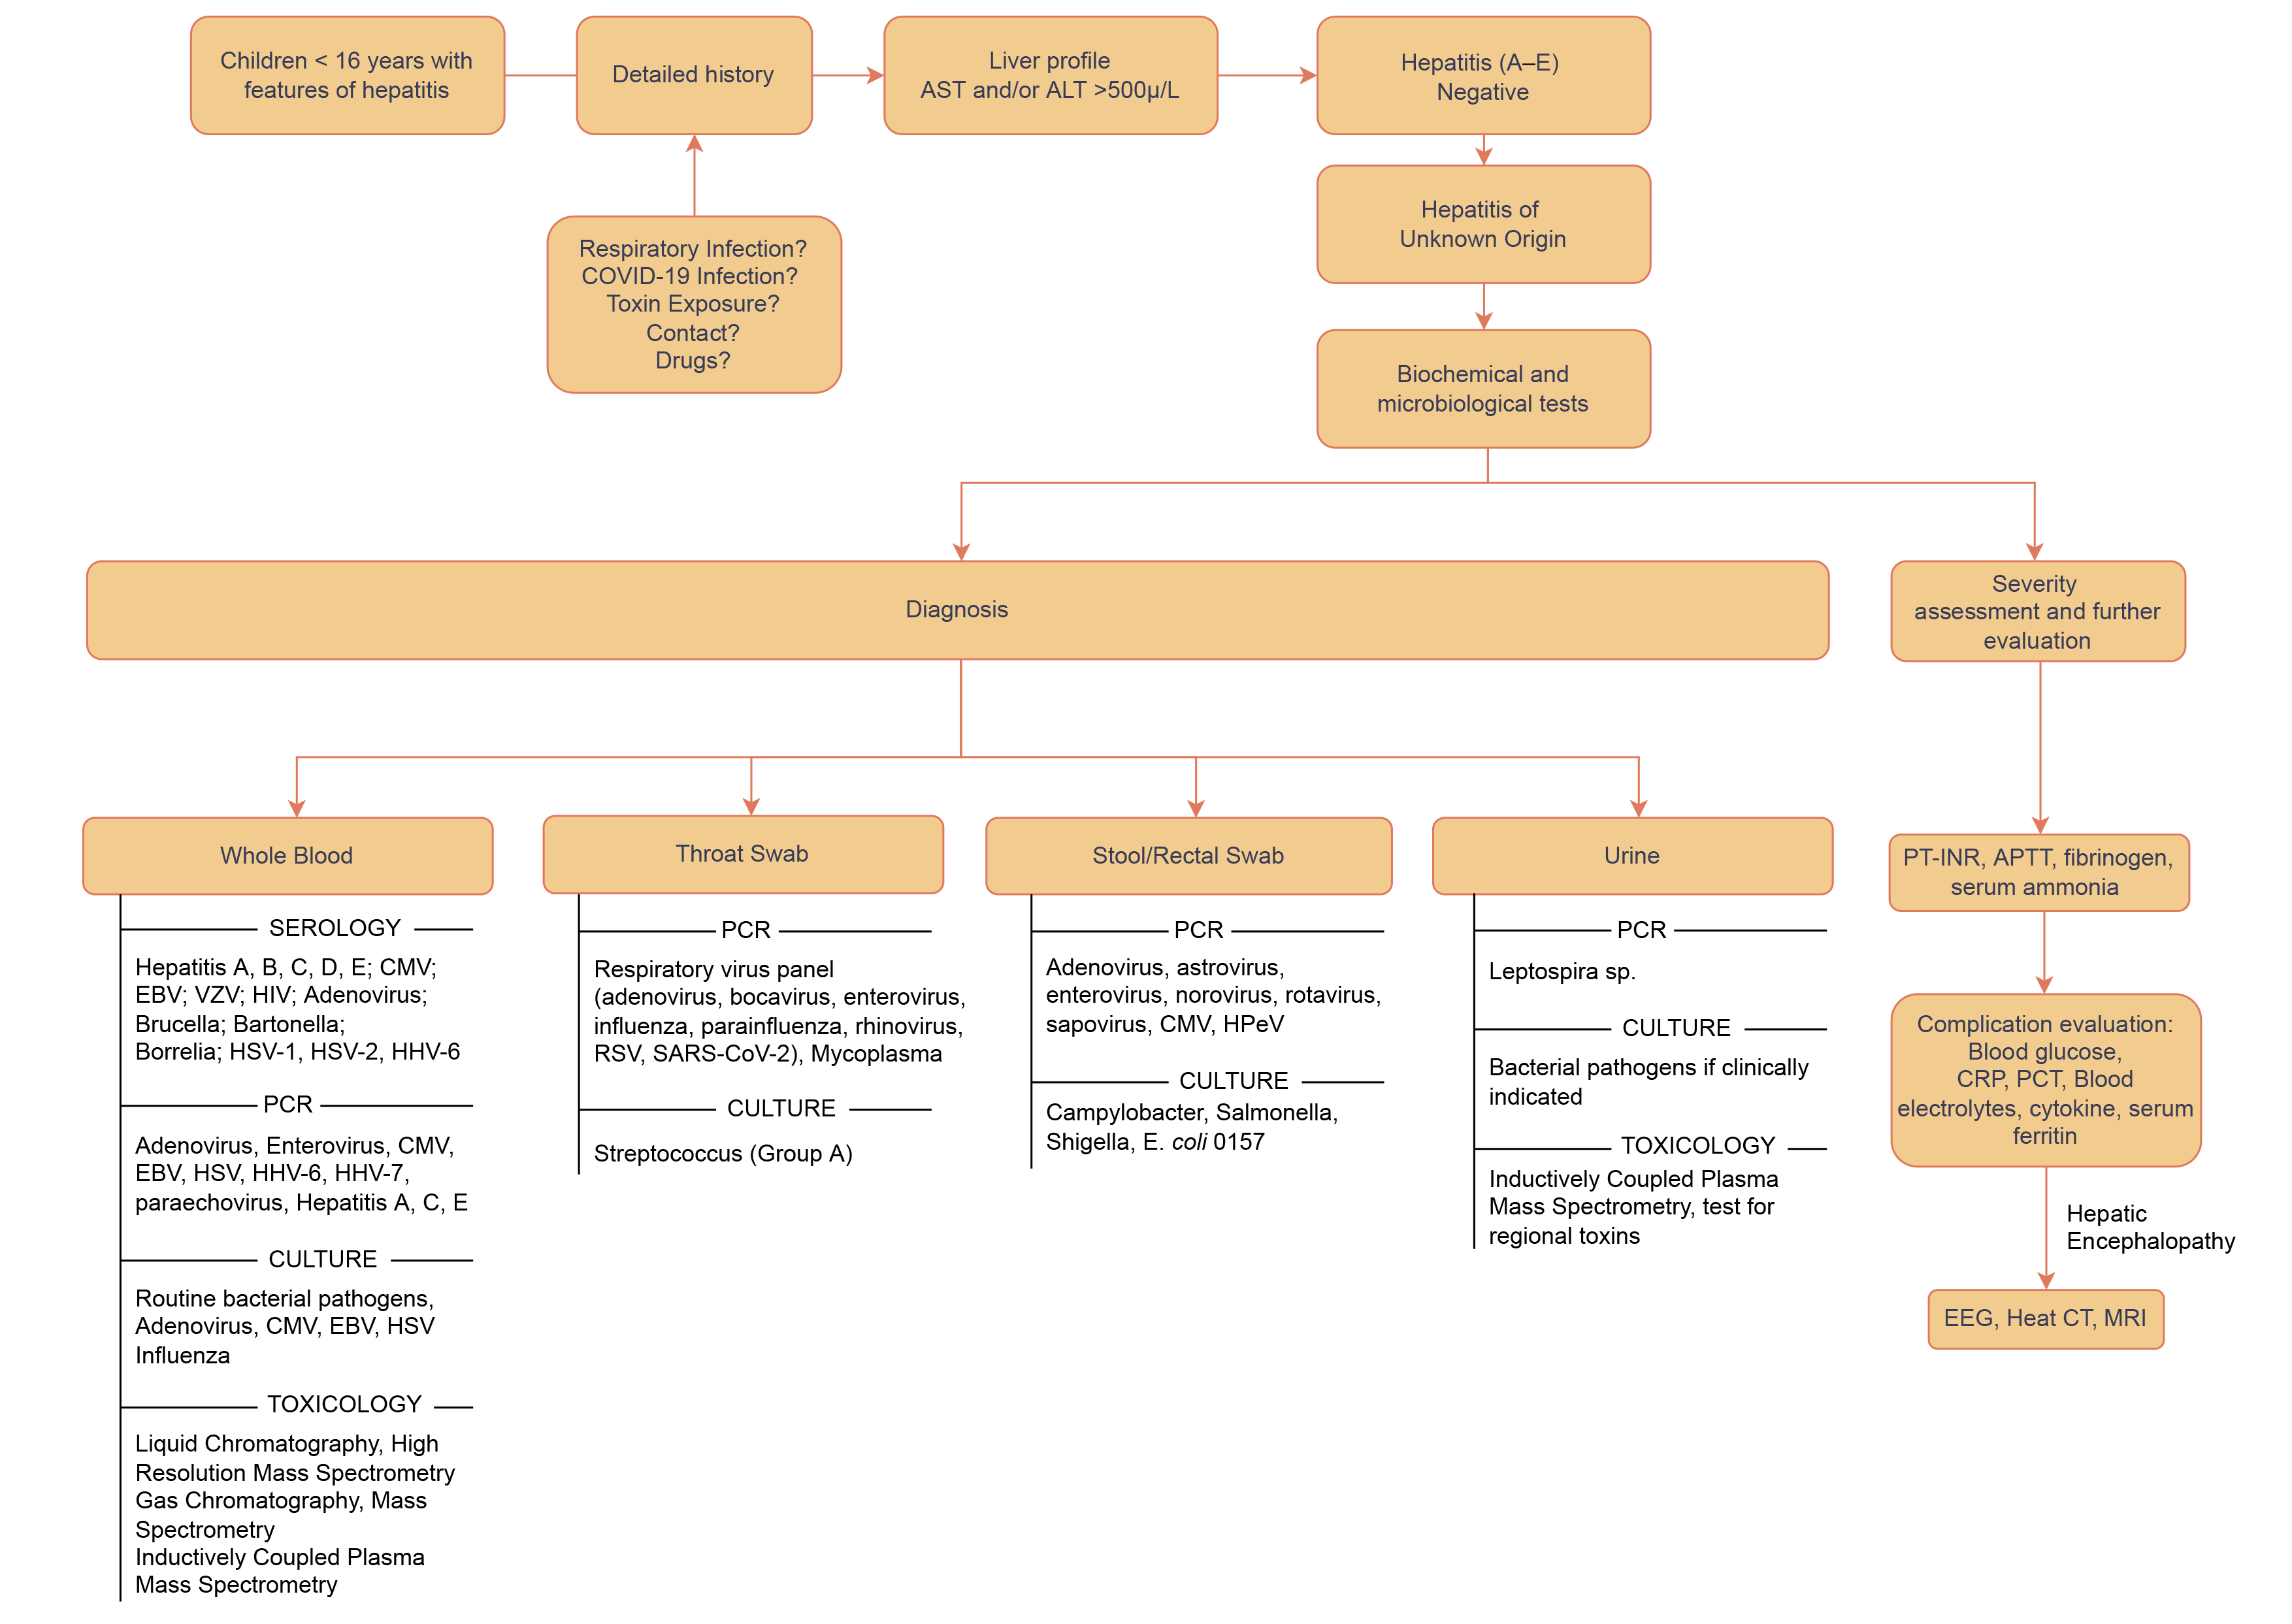 Children < 16 years with
features of hepatitis
Detailed history
Liver profile
AST and/or ALT >500µ/L
Hepatitis (A–E)
Negative
Respiratory Infection?
COVID-19 Infection?
Toxin Exposure?
Contact?
Drugs?
Hepatitis of
Unknown Origin
Biochemical and
microbiological tests
Diagnosis
Severity
assessment and further
evaluation
Whole Blood
SEROLOGY
Hepatitis A, B, C, D, E; CMV;
EBV; VZV; HIV; Adenovirus;
Brucella; Bartonella;
Borrelia; HSV-1, HSV-2, HHV-6
PCR
Adenovirus, Enterovirus, CMV,
EBV, HSV, HHV-6, HHV-7,
paraechovirus, Hepatitis A, C, E
CULTURE
Routine bacterial pathogens,
Adenovirus, CMV, EBV, HSV
Influenza
TOXICOLOGY
Liquid Chromatography, High
Resolution Mass Spectrometry
Gas Chromatography, Mass
Spectrometry
Inductively Coupled Plasma
Mass Spectrometry
Throat Swab
PCR
Respiratory virus panel
(adenovirus, bocavirus, enterovirus,
influenza, parainfluenza, rhinovirus,
RSV, SARS-CoV-2), Mycoplasma
CULTURE
Streptococcus (Group A)
Stool/Rectal Swab
PCR
Adenovirus, astrovirus,
enterovirus, norovirus, rotavirus,
sapovirus, CMV, HPeV
CULTURE
Campylobacter, Salmonella,
Shigella, E. coli 0157
Urine
PCR
Leptospira sp.
CULTURE
Bacterial pathogens if clinically
indicated
TOXICOLOGY
Inductively Coupled Plasma
Mass Spectrometry, test for
regional toxins
PT-INR, APTT, fibrinogen,
serum ammonia
Complication evaluation:
Blood glucose,
CRP, PCT, Blood
electrolytes, cytokine, serum
ferritin
Hepatic
Encephalopathy
EEG, Heat CT, MRI